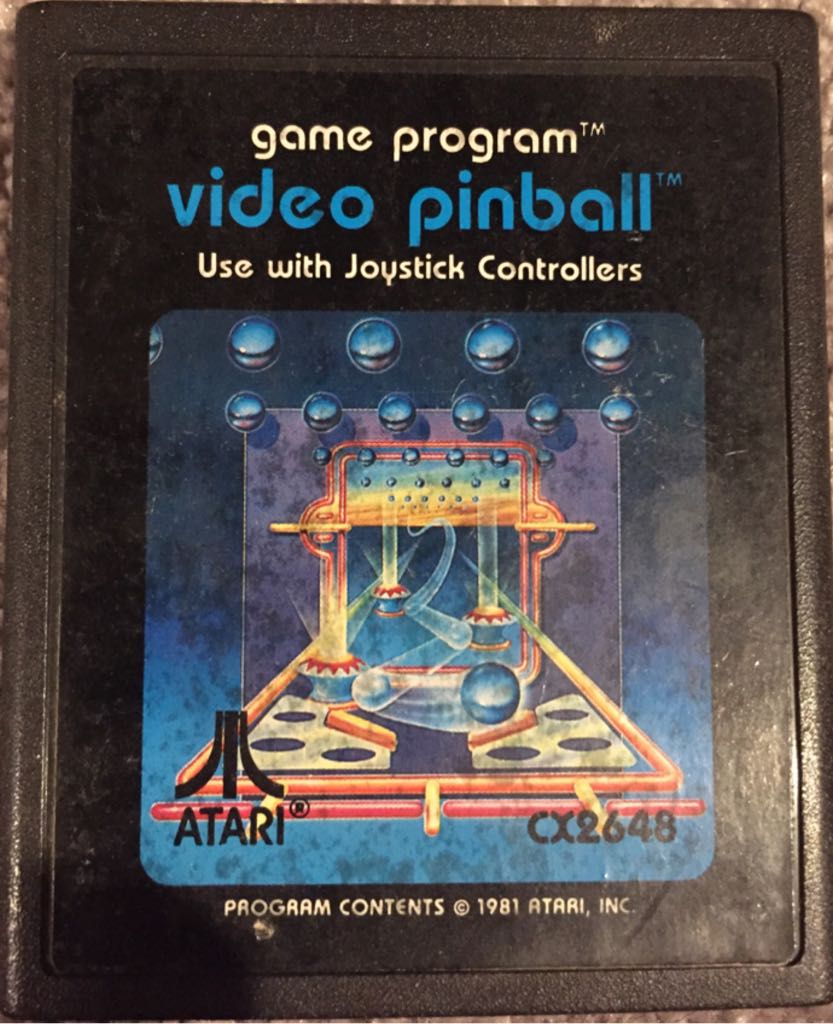 game program™
video pinball™
Use with Joystick Controllers
ATARI®
CX2648
PROGRAM CONTENTS © 1981 ATARI, INC.